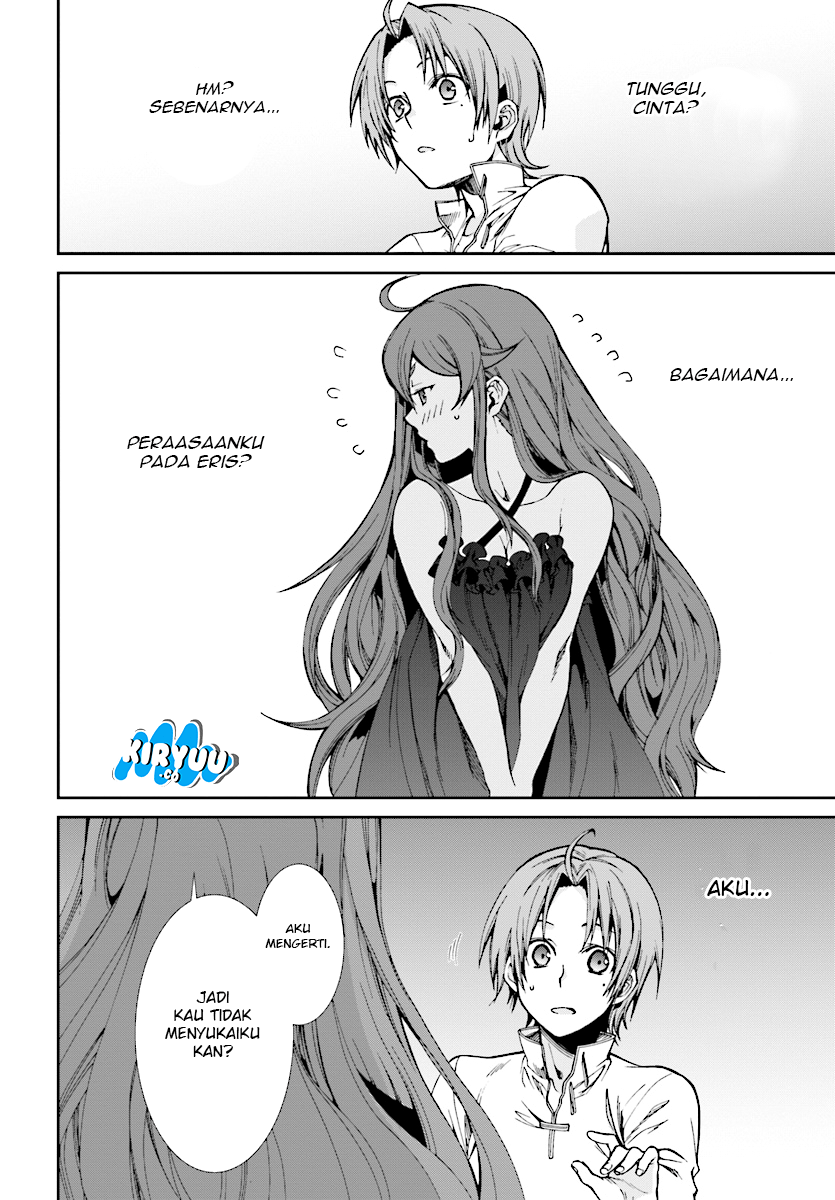 TUNGGU,
CINTA?
HM?
SEBENARNYA...
BAGAIMANA...
PERAASAANKU
PADA ERIS?
KIRYUU
.CO
AKU...
AKU
MENGERTI.
JADI
KAU TIDAK
MENYUKAIKU
KAN?